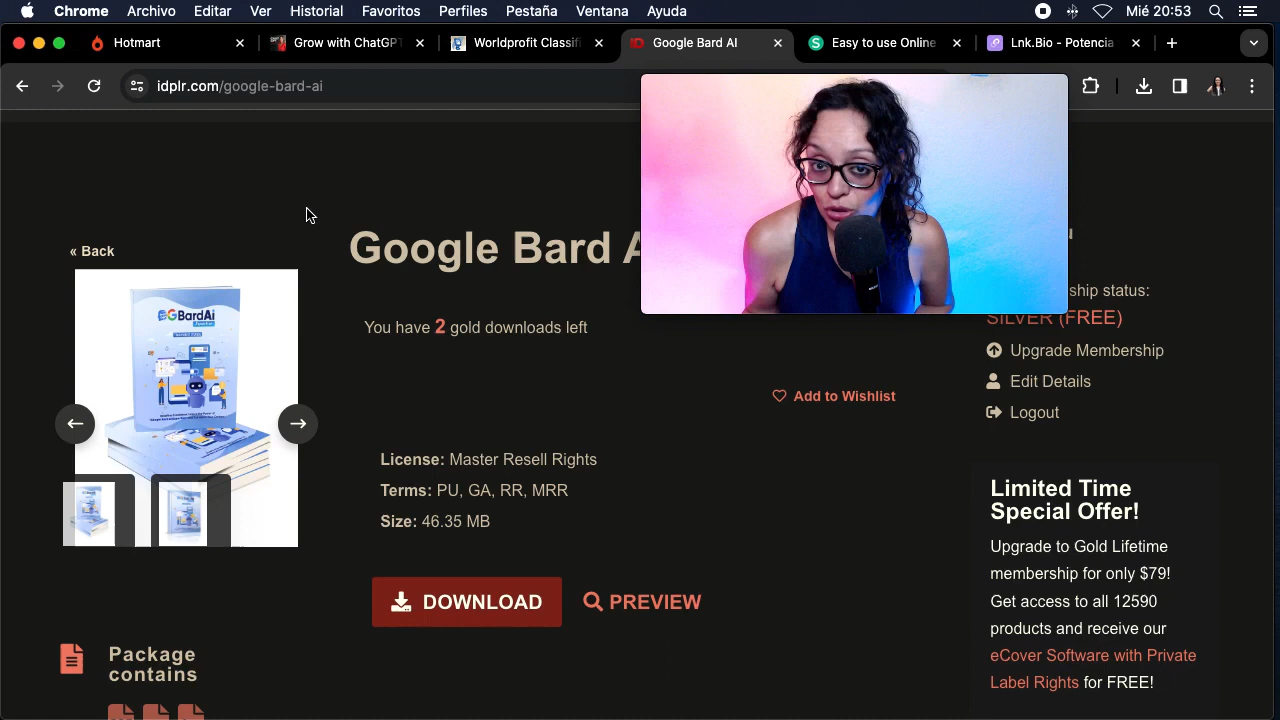 Chrome Archivo Editar Ver Historial Favoritos Perfiles Pestaña Ventana Ayuda Mié 20:53
Hotmart Grow with ChatGPT Worldprofit Classifi Google Bard AI Easy to use Online Lnk.Bio - Potencia
idplr.com/google-bard-ai
« Back
Google Bard A
You have 2 gold downloads left
Add to Wishlist
License: Master Resell Rights
Terms: PU, GA, RR, MRR
Size: 46.35 MB
DOWNLOAD PREVIEW
Package
contains
GBardAi
ship status:
SILVER (FREE)
Upgrade Membership
Edit Details
Logout
Limited Time
Special Offer!
Upgrade to Gold Lifetime
membership for only $79!
Get access to all 12590
products and receive our
eCover Software with Private
Label Rights for FREE!